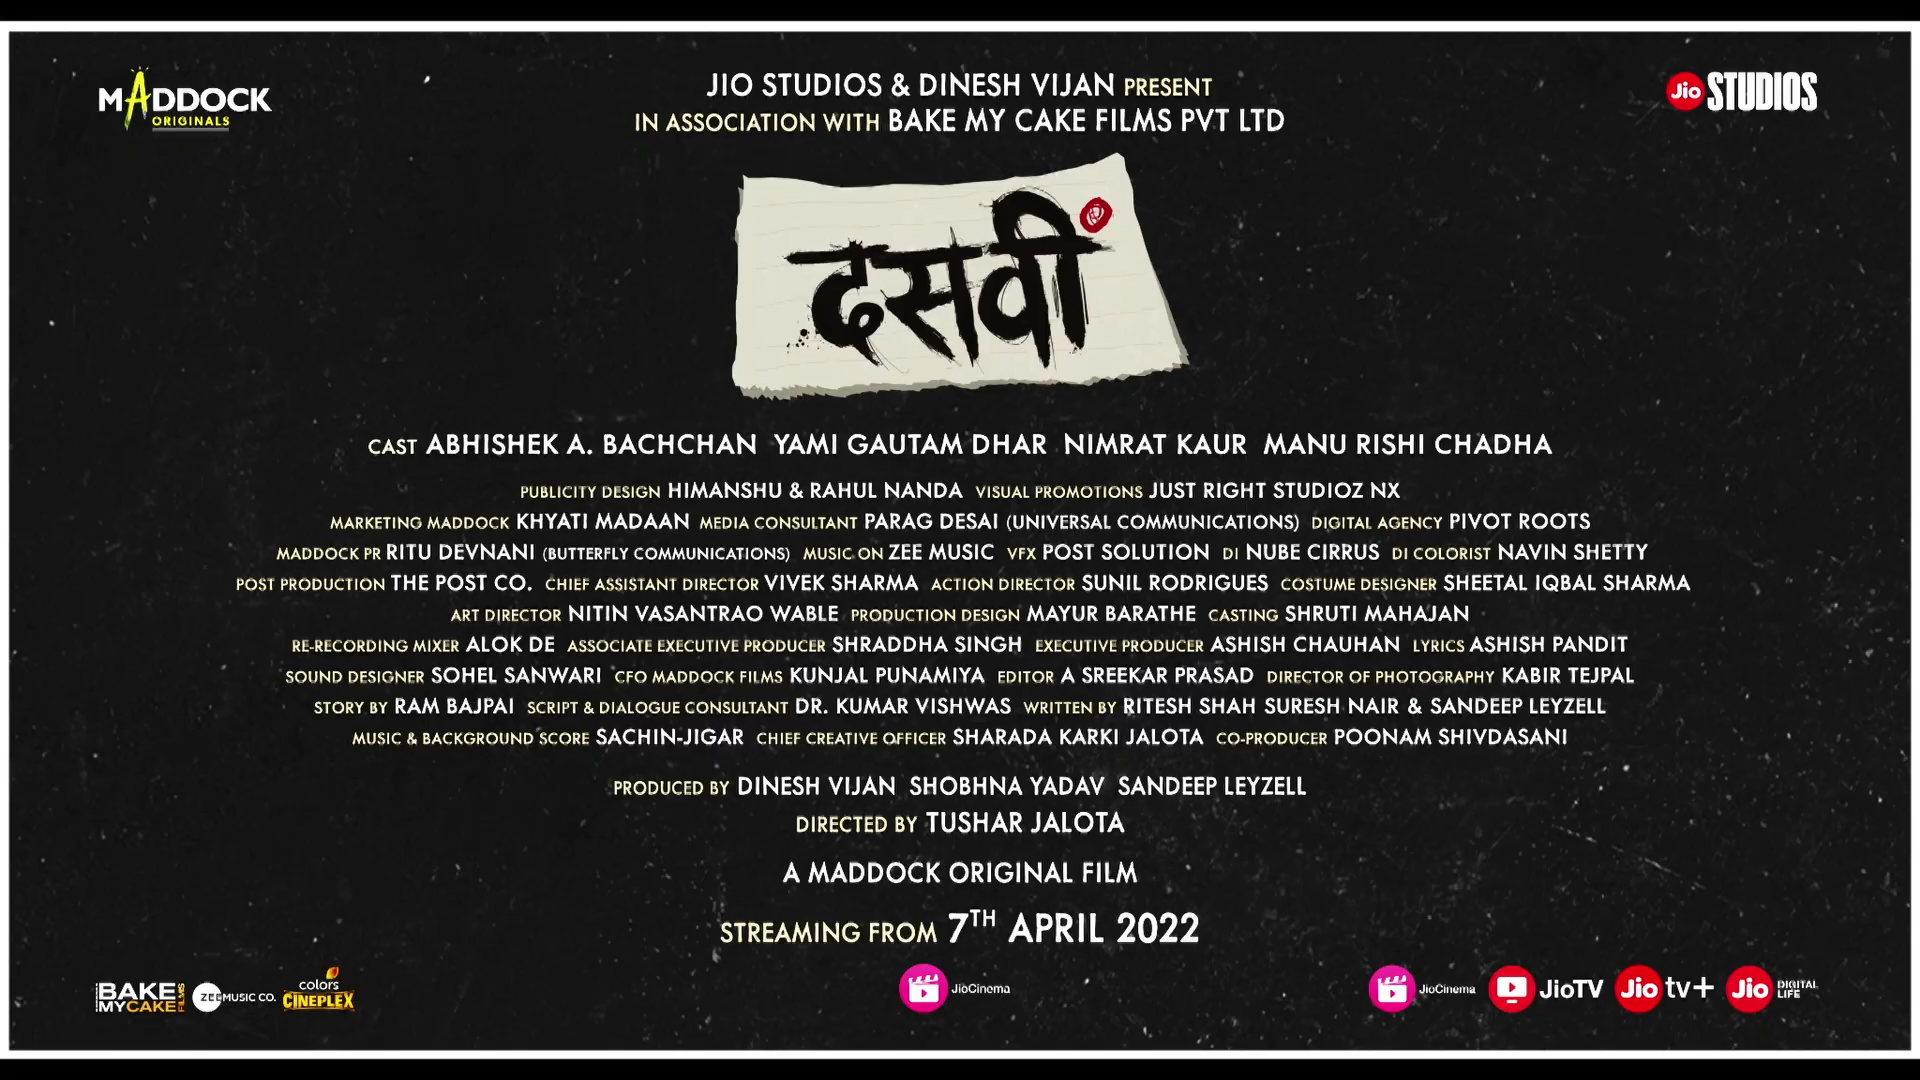 MADDOCK
ORIGINALS
JIO STUDIOS & DINESH VIJAN PRESENT
IN ASSOCIATION WITH BAKE MY CAKE FILMS PVT LTD
Jio STUDIOS
दसवीं
CAST ABHISHEK A. BACHCHAN YAMI GAUTAM DHAR NIMRAT KAUR MANU RISHI CHADHA
PUBLICITY DESIGN HIMANSHU & RAHUL NANDA VISUAL PROMOTIONS JUST RIGHT STUDIOZ NX
MARKETING MADDOCK KHYATI MADAAN MEDIA CONSULTANT PARAG DESAI (UNIVERSAL COMMUNICATIONS) DIGITAL AGENCY PIVOT ROOTS
MADDOCK PR RITU DEVNANI (BUTTERFLY COMMUNICATIONS) MUSIC ON ZEE MUSIC VFX POST SOLUTION DI NUBE CIRRUS DI COLORIST NAVIN SHETTY
POST PRODUCTION THE POST CO. CHIEF ASSISTANT DIRECTOR VIVEK SHARMA ACTION DIRECTOR SUNIL RODRIGUES COSTUME DESIGNER SHEETAL IQBAL SHARMA
ART DIRECTOR NITIN VASANTRAO WABLE PRODUCTION DESIGN MAYUR BARATHE CASTING SHRUTI MAHAJAN
RE-RECORDING MIXER ALOK DE ASSOCIATE EXECUTIVE PRODUCER SHRADDHA SINGH EXECUTIVE PRODUCER ASHISH CHAUHAN LYRICS ASHISH PANDIT
SOUND DESIGNER SOHEL SANWARI CFO MADDOCK FILMS KUNJAL PUNAMIYA EDITOR A SREEKAR PRASAD DIRECTOR OF PHOTOGRAPHY KABIR TEJPAL
STORY BY RAM BAJPAI SCRIPT & DIALOGUE CONSULTANT DR. KUMAR VISHWAS WRITTEN BY RITESH SHAH SURESH NAIR & SANDEEP LEYZELL
MUSIC & BACKGROUND SCORE SACHIN-JIGAR CHIEF CREATIVE OFFICER SHARADA KARKI JALOTA CO-PRODUCER POONAM SHIVDASANI
PRODUCED BY DINESH VIJAN SHOBHNA YADAV SANDEEP LEYZELL
DIRECTED BY TUSHAR JALOTA
A MADDOCK ORIGINAL FILM
STREAMING FROM 7TH APRIL 2022
BAKE MYCAKE FILMS
ZEE MUSIC CO.
colors
CINEPLEX
JioCinema
JioCinema
JioTV
Jio tv+
Jio DIGITAL LIFE